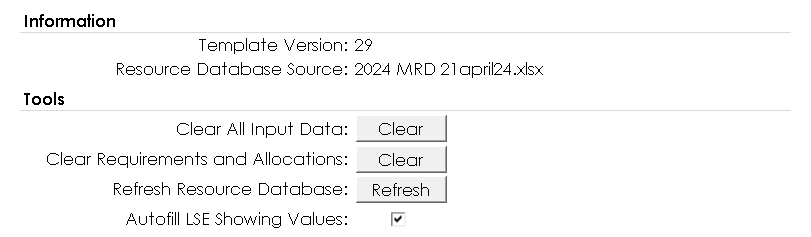 Information
Template Version: 29
Resource Database Source: 2024 MRD 21april24.xlsx
Tools
Clear All Input Data: Clear
Clear Requirements and Allocations: Clear
Refresh Resource Database: Refresh
Autofill LSE Showing Values: